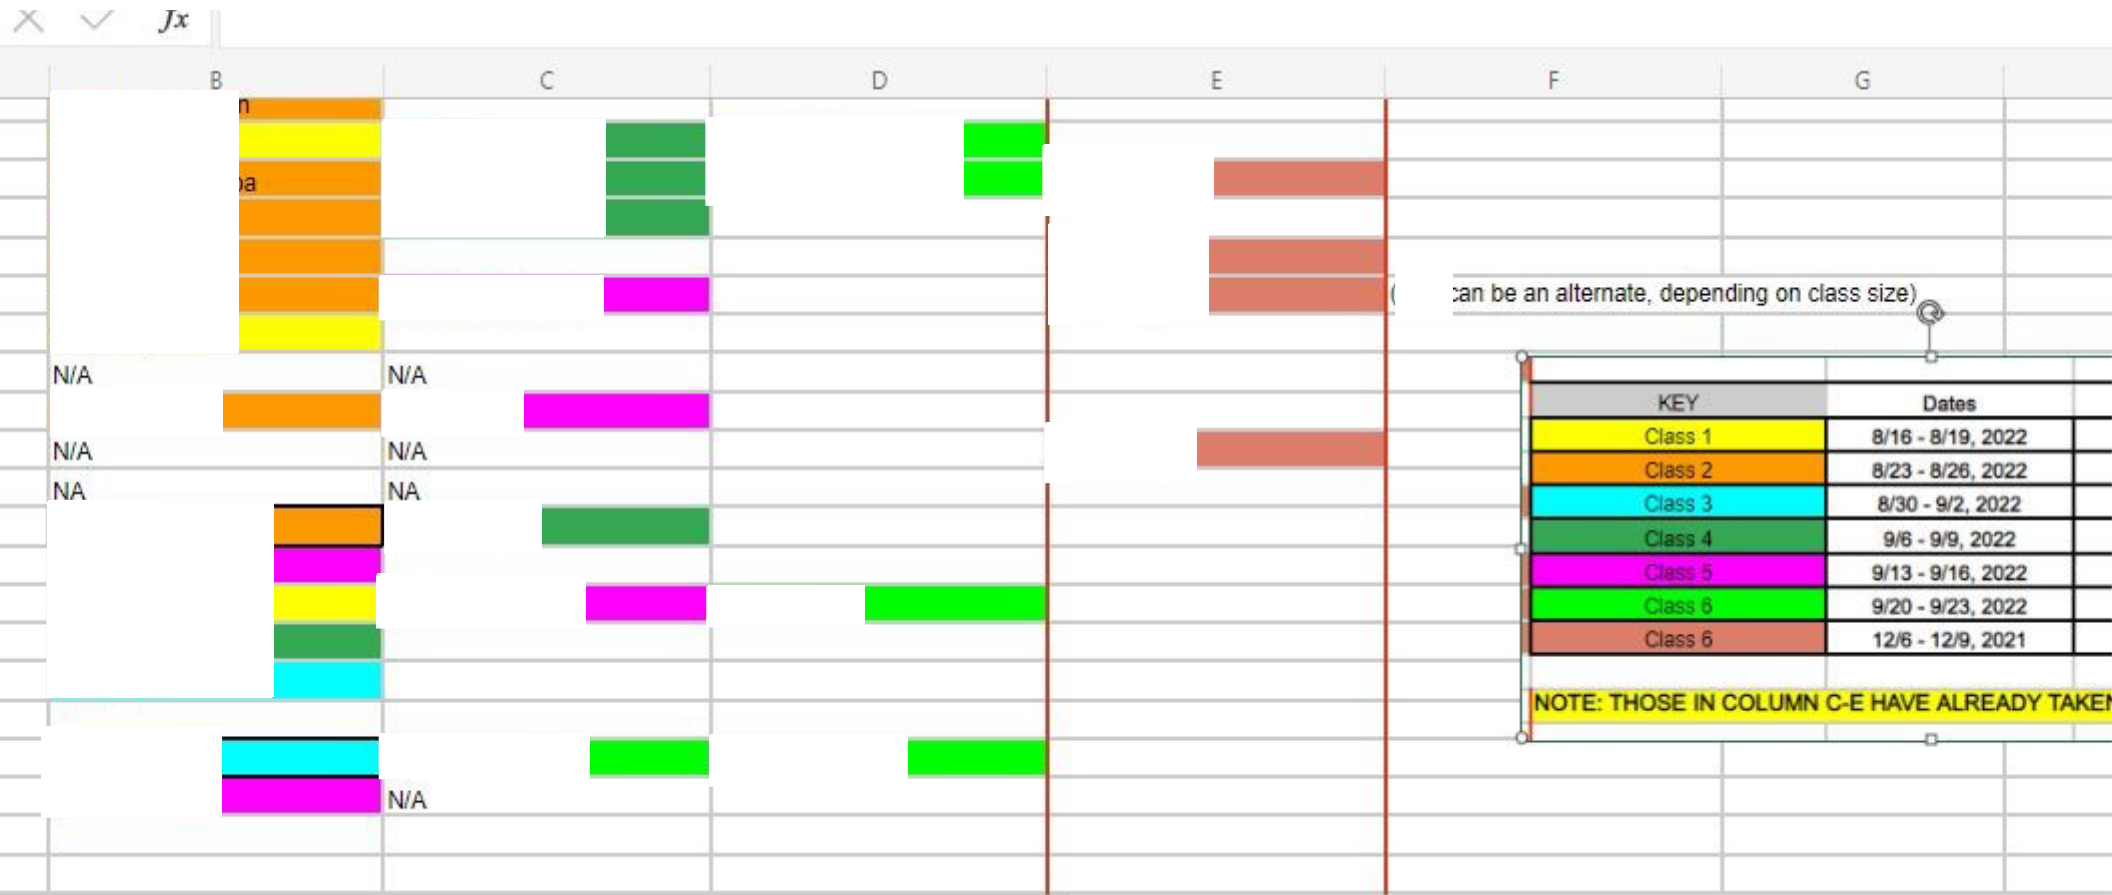 fx
B C D E F G
n
pa
(can be an alternate, depending on class size)
N/A N/A
KEY Dates
Class 1 8/16 - 8/19, 2022
N/A N/A
Class 2 8/23 - 8/26, 2022
NA NA
Class 3 8/30 - 9/2, 2022
Class 4 9/6 - 9/9, 2022
Class 5 9/13 - 9/16, 2022
Class 6 9/20 - 9/23, 2022
Class 6 12/6 - 12/9, 2021
NOTE: THOSE IN COLUMN C-E HAVE ALREADY TAKEN
N/A